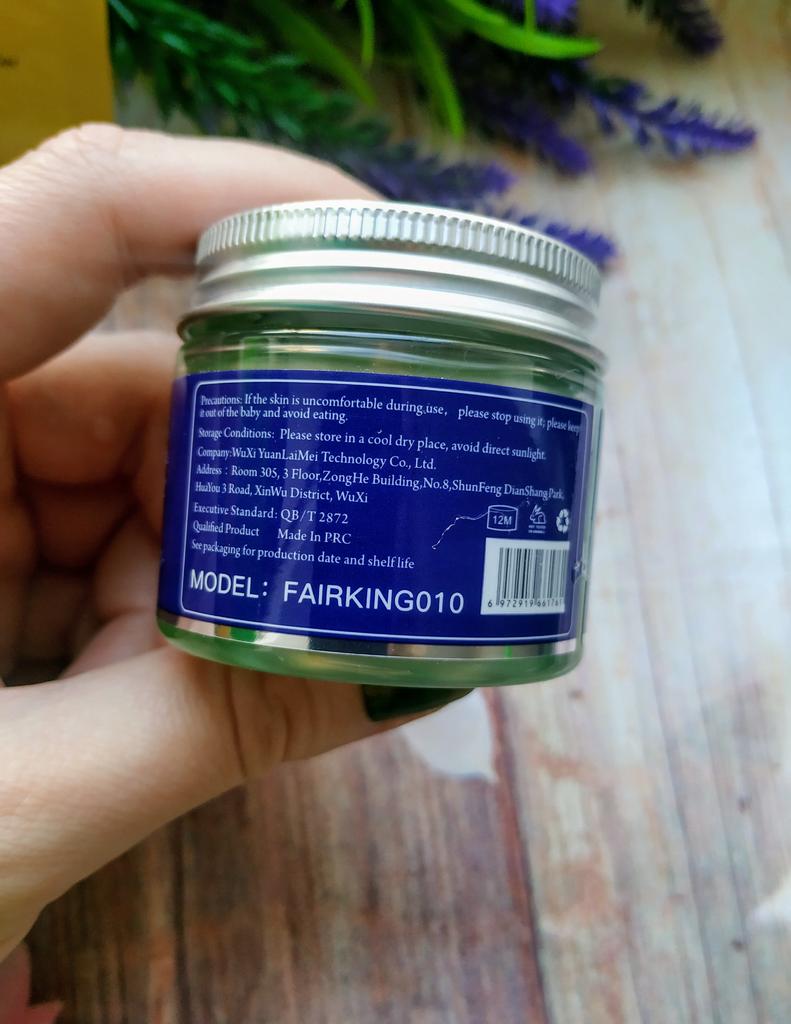 Precautions: If the skin is uncomfortable during use, please stop using it; please keep
it out of the baby and avoid eating.
Storage Conditions: Please store in a cool dry place, avoid direct sunlight.
Company:WuXi YuanLaiMei Technology Co., Ltd.
Address : Room 305, 3 Floor,ZongHe Building,No.8,ShunFeng DianShang Park,
HuaYou 3 Road, XinWu District, WuXi
Executive Standard: QB/T 2872
Qualified Product Made In PRC
See packaging for production date and shelf life
12M
MODEL: FAIRKING010
6 972919 661761